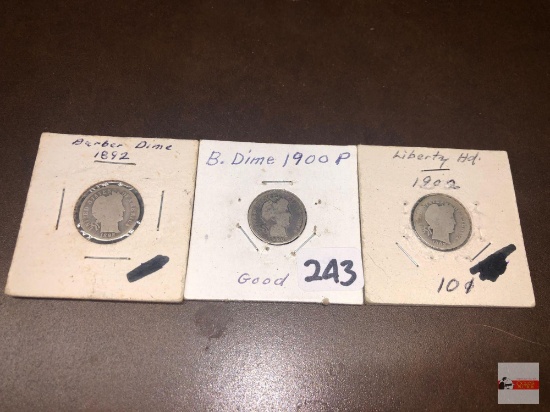 Barber Dime
1892
B. Dime 1900 P
Good
243
Liberty Hd.
1902
10¢